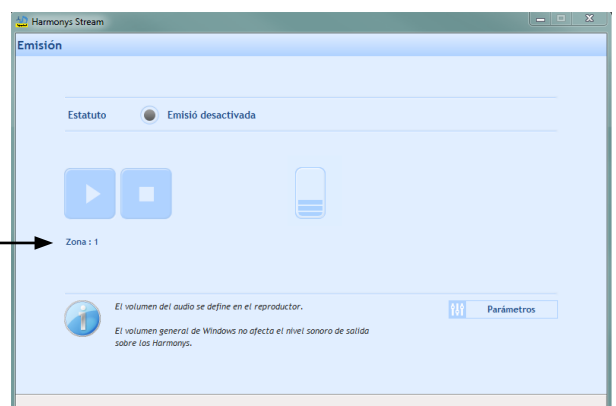 Harmonys Stream
Emisión
Estatuto Emisió desactivada
Zona : 1
El volumen del audio se define en el reproductor.
El volumen general de Windows no afecta el nivel sonoro de salida
sobre los Harmonys.
Parámetros